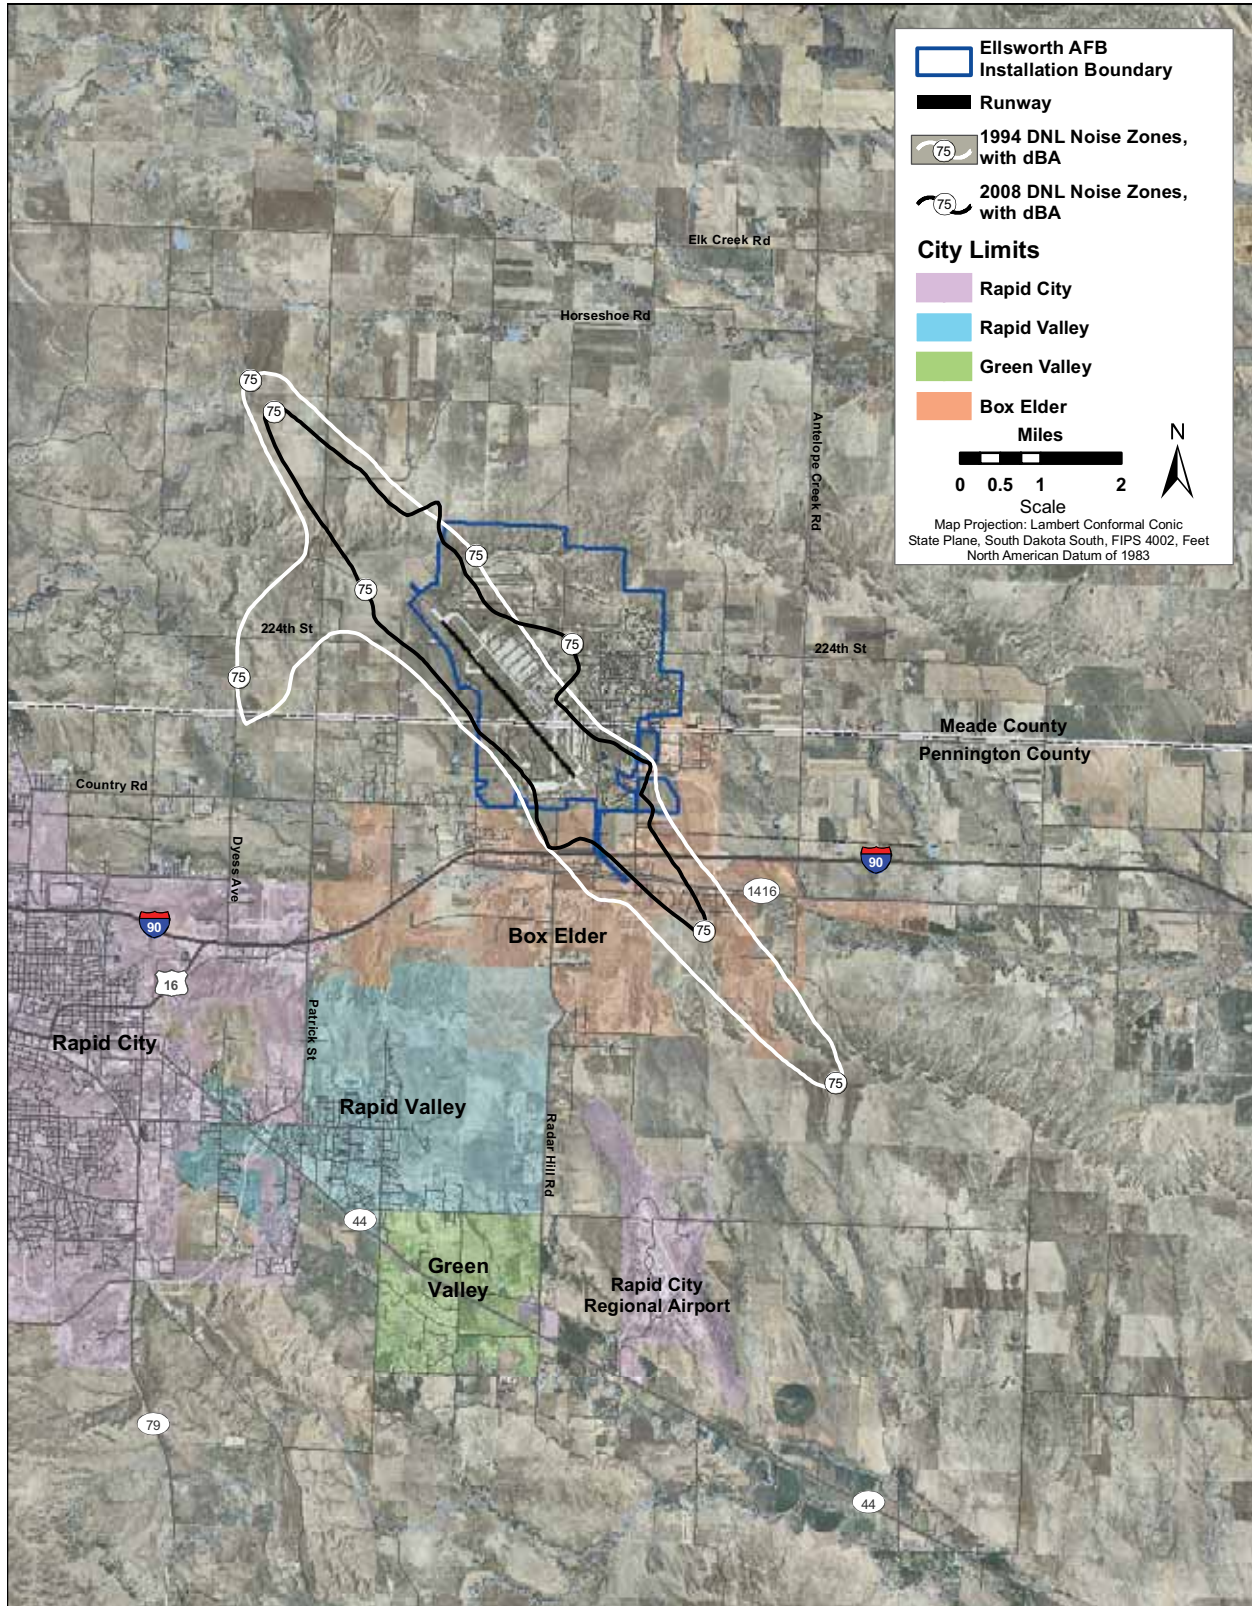 Ellsworth AFB
Installation Boundary
Runway
75
1994 DNL Noise Zones,
with dBA
75
2008 DNL Noise Zones,
with dBA
City Limits
Rapid City
Rapid Valley
Green Valley
Box Elder
Miles
0 0.5 1 2
Scale
N
Map Projection: Lambert Conformal Conic
State Plane, South Dakota South, FIPS 4002, Feet
North American Datum of 1983
Elk Creek Rd
Horseshoe Rd
75
75
Antelope Creek Rd
75
75
224th St
75
224th St
75
Meade County
Pennington County
Country Rd
Dyess Ave
90
1416
90
75
Box Elder
16
Patrick St
Rapid City
75
Rapid Valley
Radar Hill Rd
44
Green
Valley
Rapid City
Regional Airport
79
44